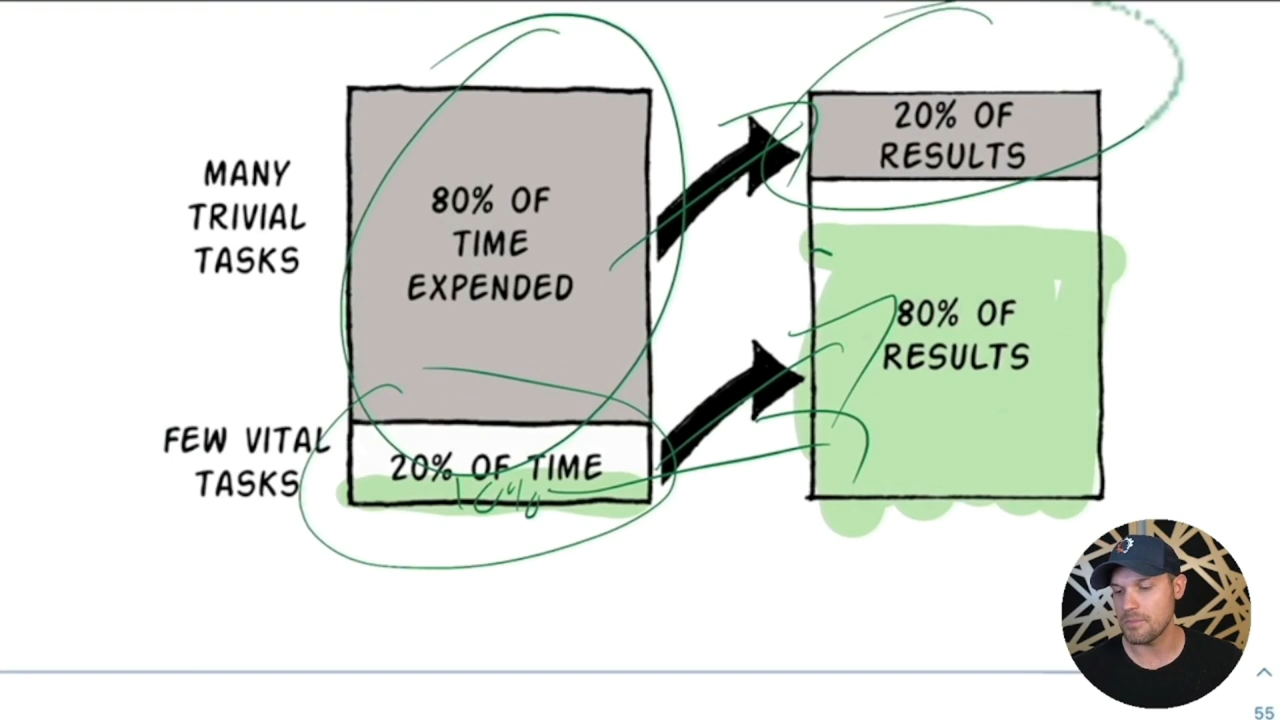 MANY
TRIVIAL
TASKS
80% OF
TIME
EXPENDED
20% OF
RESULTS
80% OF
RESULTS
FEW VITAL
TASKS
20% OF TIME
55